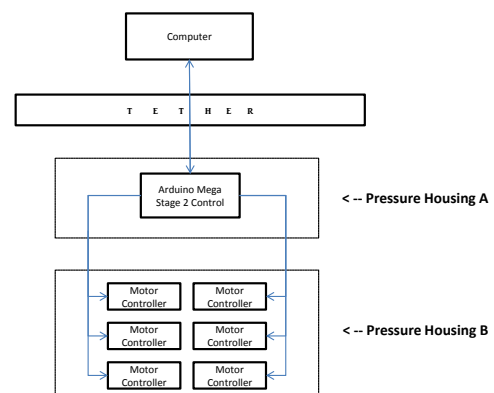 Computer
T E T H E R
Arduino Mega
Stage 2 Control
< -- Pressure Housing A
Motor
Controller
Motor
Controller
< -- Pressure Housing B
Motor
Controller
Motor
Controller
Motor
Controller
Motor
Controller